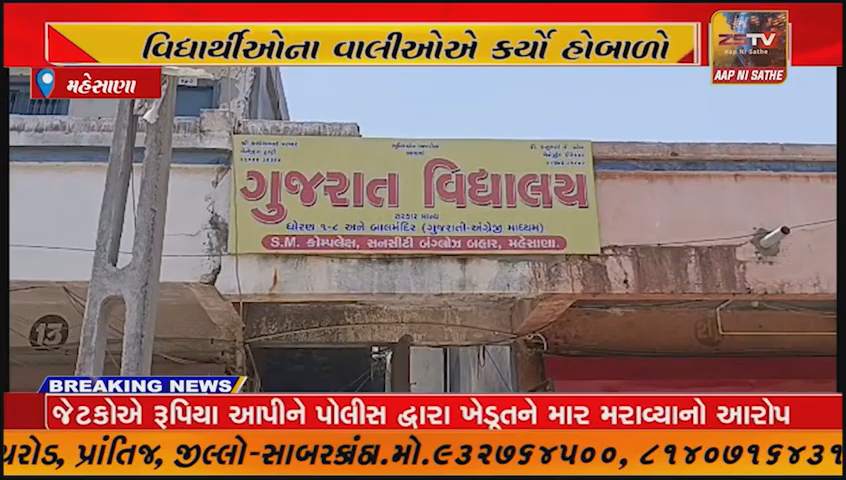 વિદ્યાર્થીઓના વાલીઓએ કર્યો હોબાળો
ZSTV
Aap Ni Sathe
AAP NI SATHE
મહેસાણા
ગુજરાત વિદ્યાલય
સરકાર માન્ય
ધોરણ ૧-૮ અને બાલમંદિર (ગુજરાતી-અંગ્રેજી માધ્યમ)
S.M. કોમ્પલેક્ષ, સનસીટી બંગ્લોઝ બહાર, મહેસાણા.
13
BREAKING NEWS
જેટકોએ રૂપિયા આપીને પોલીસ દ્વારા ખેડૂતને માર મરાવ્યાનો આરોપ
યરોડ, પ્રાંતિજ, જીલ્લો-સાબરકાંઠા.મો.૯૩૨૭૬૪૫૦૦, ૮૧૪૦૭૧૬૪૩૧